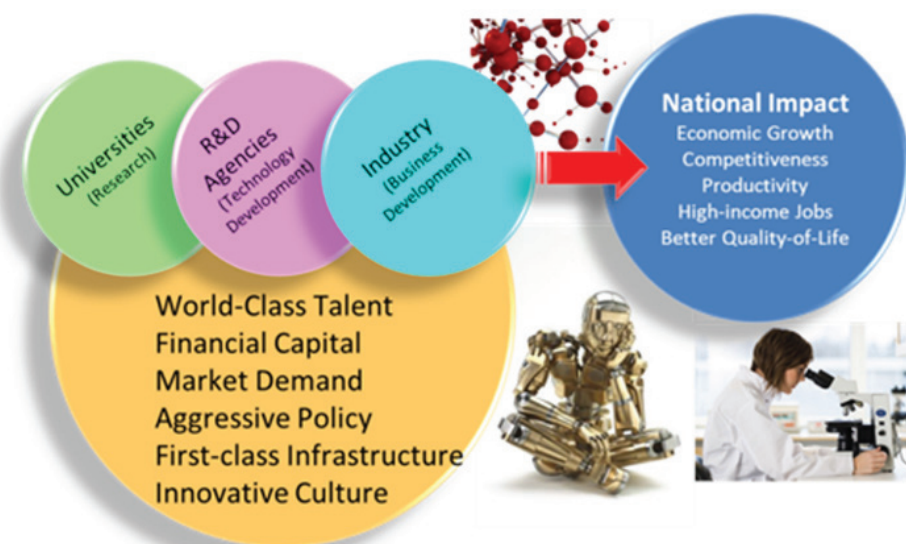 Universities
(Research)
R&D
Agencies
(Technology
Development)
Industry
(Business
Development)
National Impact
Economic Growth
Competitiveness
Productivity
High-income Jobs
Better Quality-of-Life
World-Class Talent
Financial Capital
Market Demand
Aggressive Policy
First-class Infrastructure
Innovative Culture